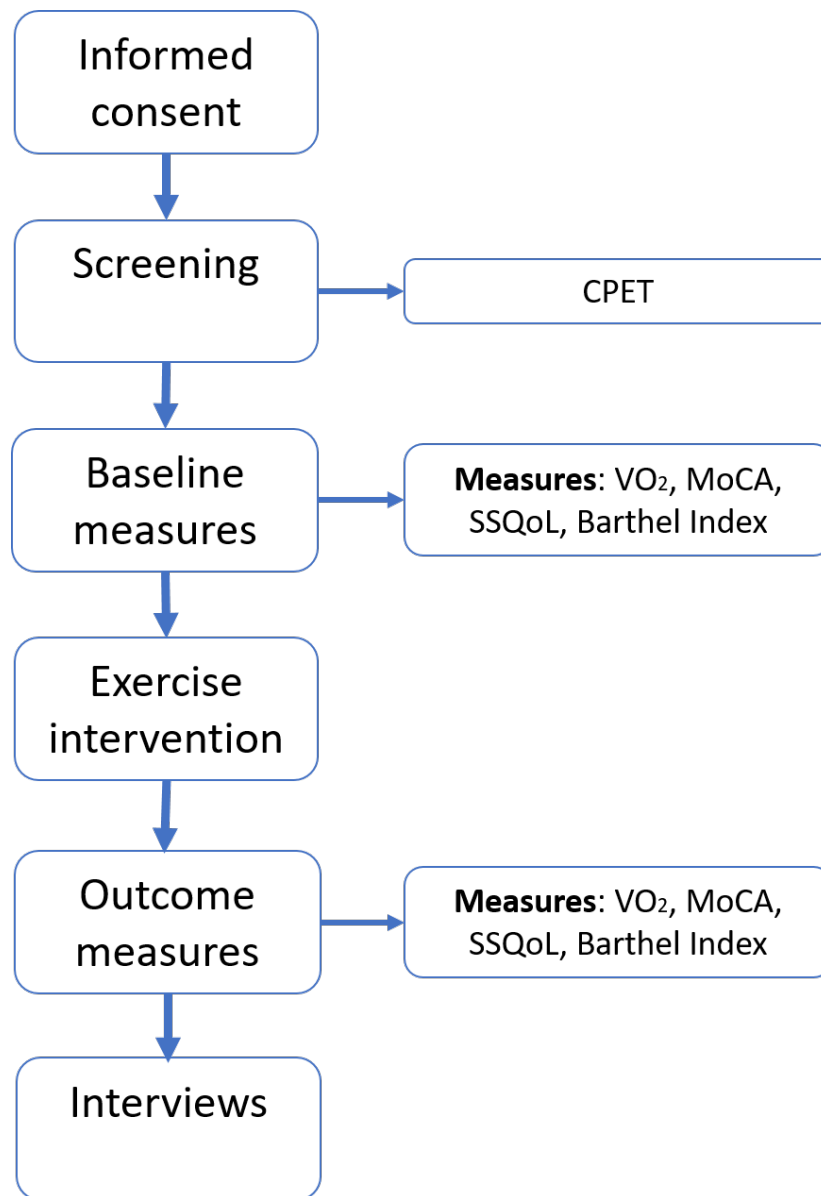 Informed
consent
Screening
CPET
Baseline
measures
Measures: VO₂, MoCA,
SSQoL, Barthel Index
Exercise
intervention
Outcome
measures
Measures: VO₂, MoCA,
SSQoL, Barthel Index
Interviews